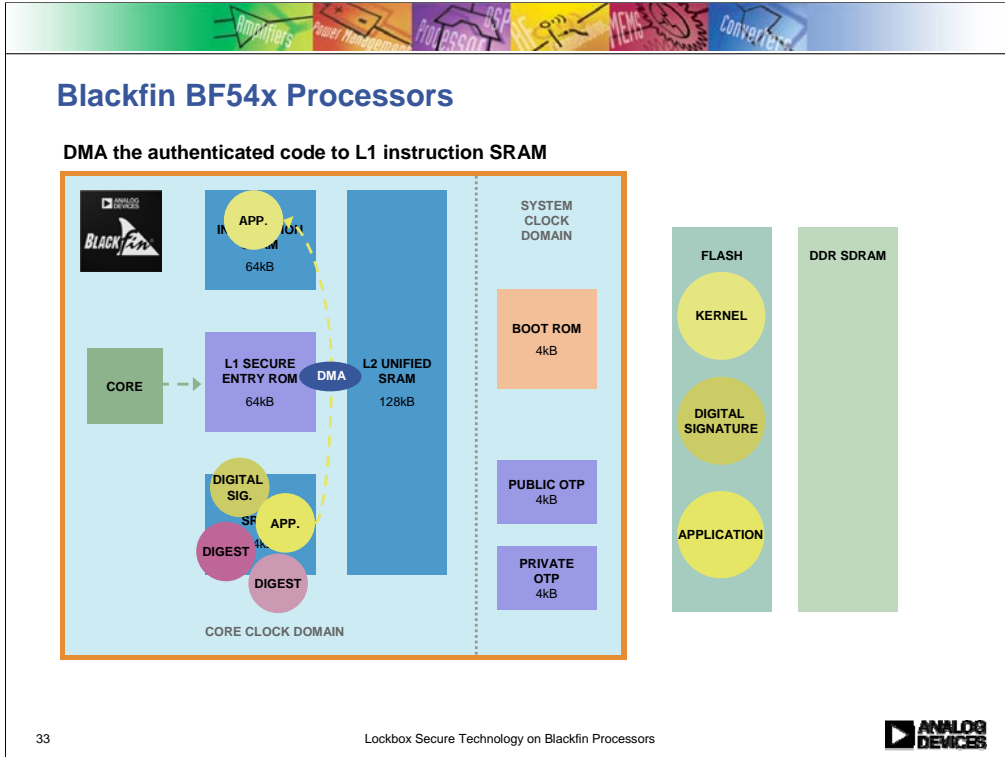 Amplifiers
Power Management
Processor
DSP
MEMS
Converters
Blackfin BF54x Processors
DMA the authenticated code to L1 instruction SRAM
ANALOG
DEVICES
BLACKfin
APP.
64kB
SYSTEM
CLOCK
DOMAIN
FLASH
DDR SDRAM
KERNEL
BOOT ROM
4kB
CORE
L1 SECURE
ENTRY ROM
64kB
DMA
L2 UNIFIED
SRAM
128kB
DIGITAL
SIGNATURE
DIGITAL
SIG.
APP.
DIGEST
DIGEST
PUBLIC OTP
4kB
APPLICATION
PRIVATE
OTP
4kB
CORE CLOCK DOMAIN
33
Lockbox Secure Technology on Blackfin Processors
ANALOG
DEVICES